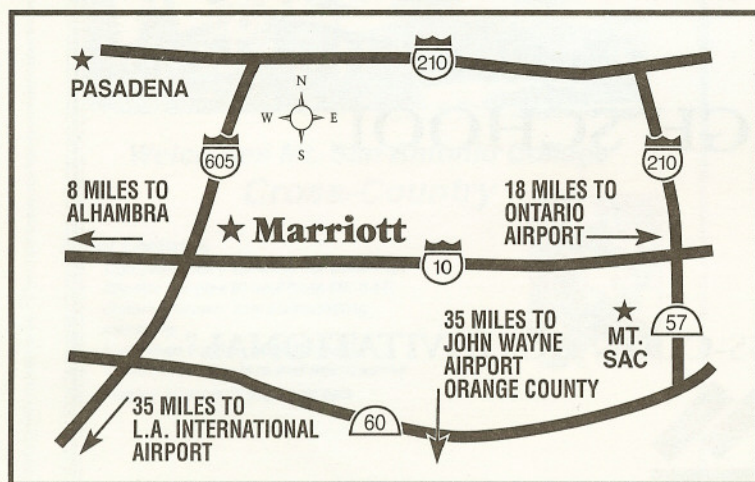 210
PASADENA
N
W E
S
605
210
8 MILES TO
ALHAMBRA
18 MILES TO
ONTARIO
AIRPORT
Marriott
10
35 MILES TO
JOHN WAYNE
AIRPORT
ORANGE COUNTY
MT.
SAC
57
35 MILES TO
L.A. INTERNATIONAL
AIRPORT
60